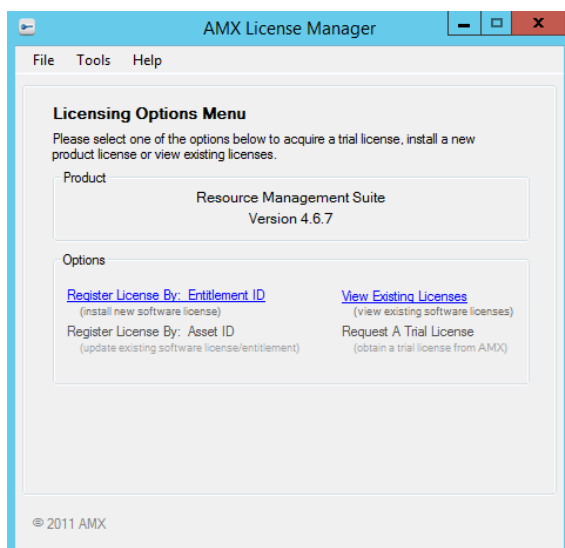 AMX License Manager
File Tools Help
Licensing Options Menu
Please select one of the options below to acquire a trial license, install a new
product license or view existing licenses.
Product
Resource Management Suite
Version 4.6.7
Options
Register License By: Entitlement ID
(install new software license)
View Existing Licenses
(view existing software licenses)
Register License By: Asset ID
(update existing software license/entitlement)
Request A Trial License
(obtain a trial license from AMX)
© 2011 AMX